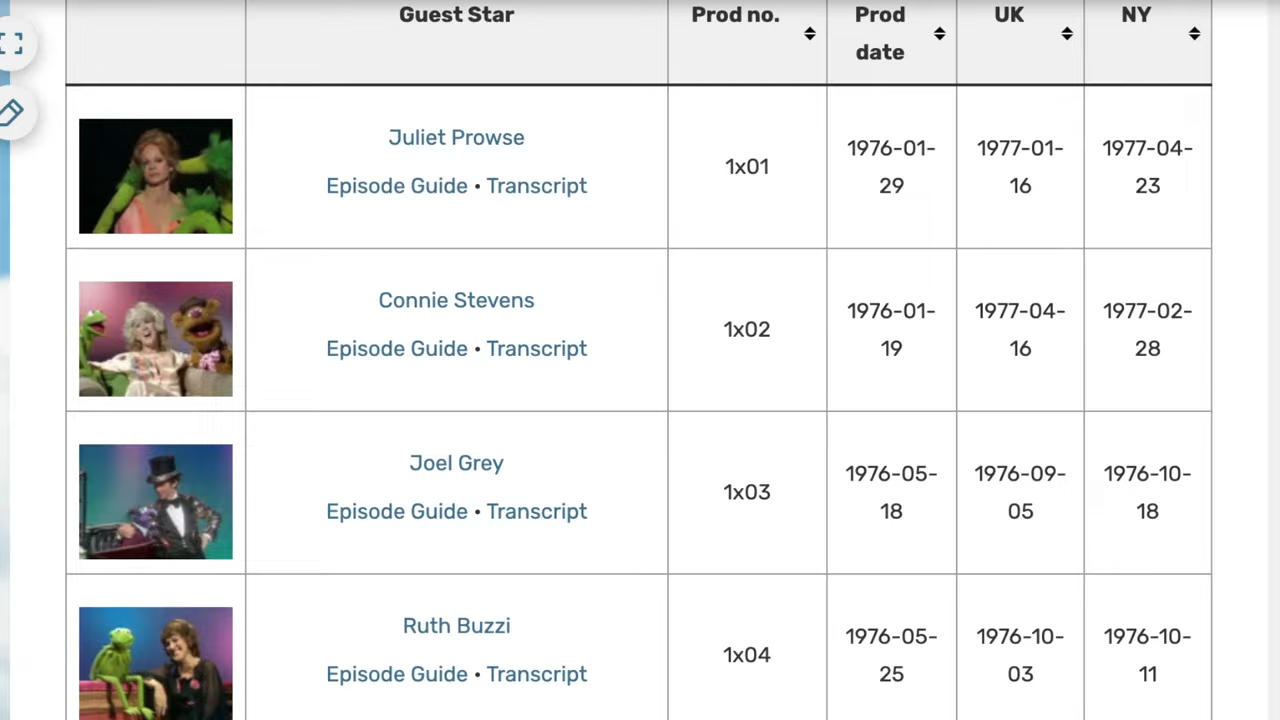 Guest Star
Prod no.
Prod
date
UK
NY
Juliet Prowse
Episode Guide • Transcript
1x01
1976-01-
29
1977-01-
16
1977-04-
23
Connie Stevens
Episode Guide • Transcript
1x02
1976-01-
19
1977-04-
16
1977-02-
28
Joel Grey
Episode Guide • Transcript
1x03
1976-05-
18
1976-09-
05
1976-10-
18
Ruth Buzzi
Episode Guide • Transcript
1x04
1976-05-
25
1976-10-
03
1976-10-
11